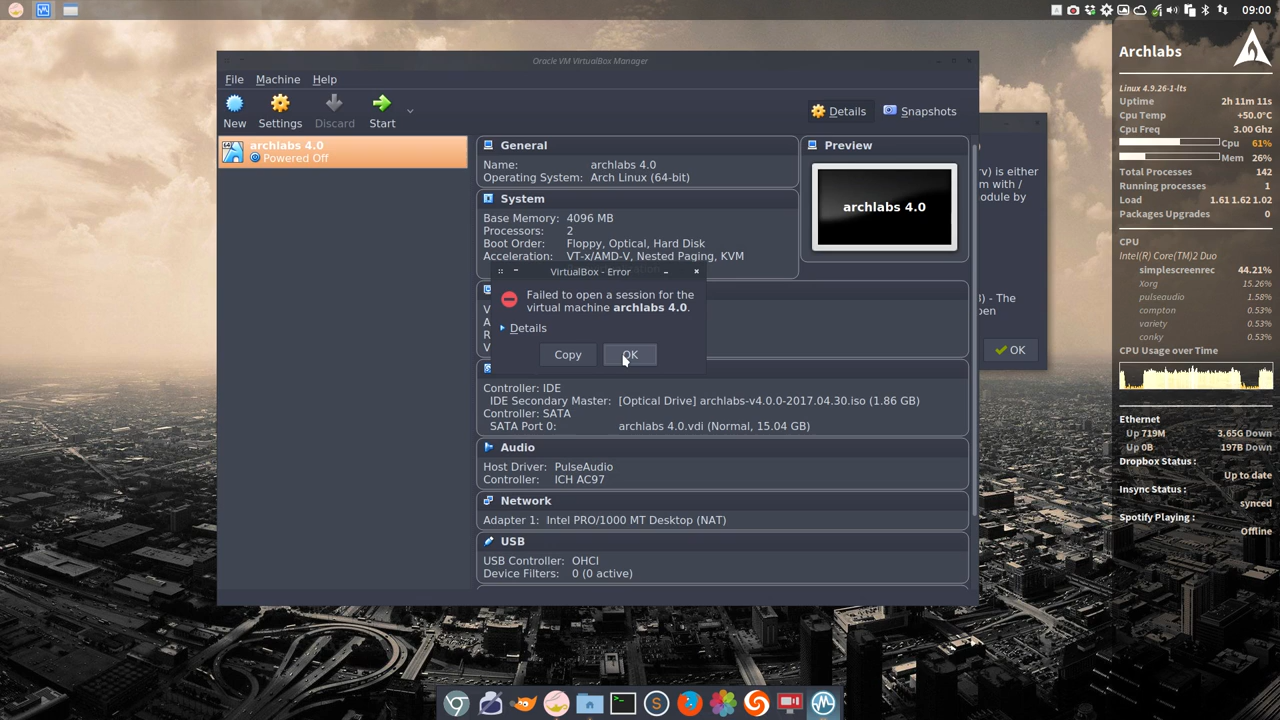 09:00
Oracle VM VirtualBox Manager
File Machine Help
New Settings Discard Start
Details Snapshots
archlabs 4.0
Powered Off
General
Name: archlabs 4.0
Operating System: Arch Linux (64-bit)
System
Base Memory: 4096 MB
Processors: 2
Boot Order: Floppy, Optical, Hard Disk
Acceleration: VT-x/AMD-V, Nested Paging, KVM
Preview
archlabs 4.0
VirtualBox - Error
Failed to open a session for the
virtual machine archlabs 4.0.
Details
Copy OK
V
A
R
V
Controller: IDE
IDE Secondary Master: [Optical Drive] archlabs-v4.0.0-2017.04.30.iso (1.86 GB)
Controller: SATA
SATA Port 0: archlabs 4.0.vdi (Normal, 15.04 GB)
Audio
Host Driver: PulseAudio
Controller: ICH AC97
Network
Adapter 1: Intel PRO/1000 MT Desktop (NAT)
USB
USB Controller: OHCI
Device Filters: 0 (0 active)
rv) is either
m with /
odule by
) - The
pen
OK
Archlabs
Linux 4.9.26-1-lts
Uptime 2h 11m 11s
Cpu Temp +50.0°C
Cpu Freq 3.00 Ghz
Cpu 61%
Mem 26%
Total Processes 142
Running processes 1
Load 1.61 1.62 1.02
Packages Upgrades 0
CPU
Intel(R) Core(TM)2 Duo
simplescreenrec 44.21%
Xorg 15.26%
pulseaudio 1.58%
compton 0.53%
variety 0.53%
conky 0.53%
CPU Usage over Time
Ethernet
Up 719M 3.65G Down
Up 0B 197B Down
Dropbox Status :
Up to date
Insync Status :
synced
Spotify Playing :
Offline